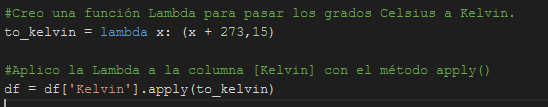 #Creo una función Lambda para pasar los grados Celsius a Kelvin.
to_kelvin = lambda x: (x + 273,15)
#Aplico la Lambda a la columna [Kelvin] con el método apply()
df = df['Kelvin'].apply(to_kelvin)